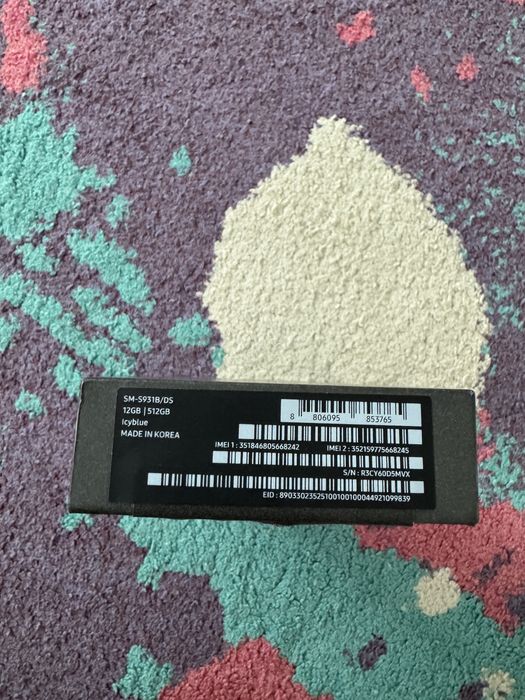 SM-S931B/DS
12GB | 512GB
Icyblue
MADE IN KOREA
8 806095 853765
IMEI 1 : 351846805668242
IMEI 2 : 352159775668245
S/N : R3CY60D5MVX
EID : 89033023525100100100044921099839